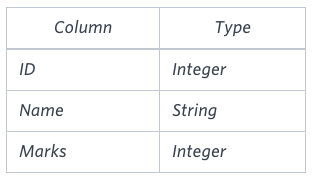 Column Type
ID Integer
Name String
Marks Integer